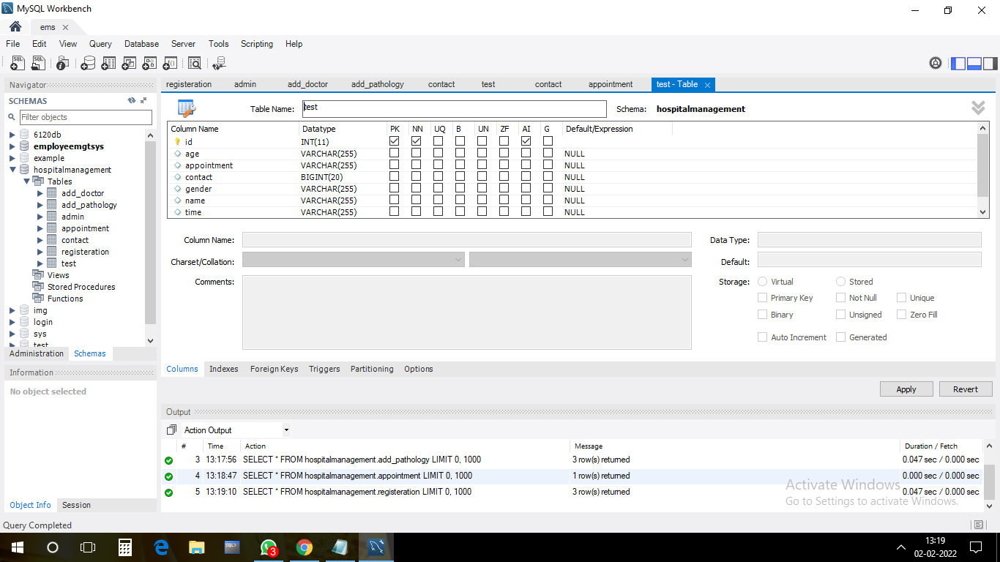 MySQL Workbench
ems
File Edit View Query Database Server Tools Scripting Help
Navigator
SCHEMAS
Filter objects
6120db
employeemgtsys
example
hospitalmanagement
Tables
add_doctor
add_pathology
admin
appointment
contact
registeration
test
Views
Stored Procedures
Functions
img
login
sys
test
Administration Schemas
Information
No object selected
Object Info Session
registeration admin add_doctor add_pathology contact test contact appointment test - Table
Table Name: test Schema: hospitalmanagement
Column Name Datatype PK NN UQ B UN ZF AI G Default/Expression
id INT(11)
age VARCHAR(255) NULL
appointment VARCHAR(255) NULL
contact BIGINT(20) NULL
gender VARCHAR(255) NULL
name VARCHAR(255) NULL
time VARCHAR(255) NULL
Column Name: Data Type:
Charset/Collation: Default:
Comments: Storage: Virtual Stored
Primary Key Not Null Unique
Binary Unsigned Zero Fill
Auto Increment Generated
Columns Indexes Foreign Keys Triggers Partitioning Options
Apply Revert
Output
Action Output
# Time Action Message Duration / Fetch
3 13:17:56 SELECT * FROM hospitalmanagement.add_pathology LIMIT 0, 1000 3 row(s) returned 0.047 sec / 0.000 sec
4 13:18:47 SELECT * FROM hospitalmanagement.appointment LIMIT 0, 1000 1 row(s) returned 0.000 sec / 0.000 sec
5 13:19:10 SELECT * FROM hospitalmanagement.registeration LIMIT 0, 1000 3 row(s) returned 0.047 sec / 0.000 sec
Activate Windows
Go to Settings to activate Windows.
Query Completed
3
13:19
02-02-2022